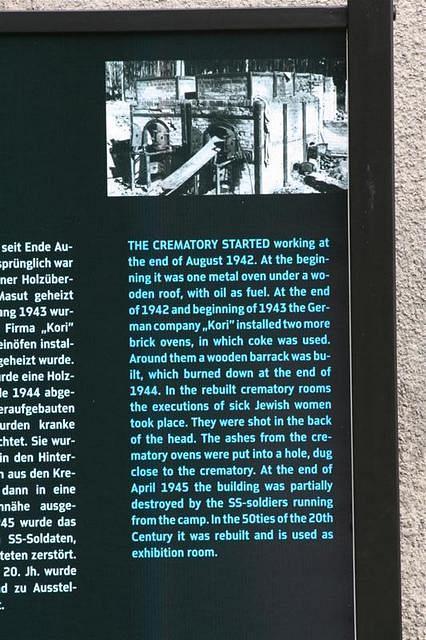 seit Ende Au-
sprünglich war
ner Holzüber-
Masut geheizt
ang 1943 wur-
Firma „Kori"
einöfen instal-
geheizt wurde.
rde eine Holz-
de 1944 abge-
eraufgebauten
urden kranke
chtet. Sie wur-
in den Hinter-
n aus den Kre-
dann in eine
nnähe ausge-
45 wurde das
SS-Soldaten,
teten zerstört.
20. Jh. wurde
d zu Ausstel-
t.
THE CREMATORY STARTED working at
the end of August 1942. At the begin-
ning it was one metal oven under a wo-
oden roof, with oil as fuel. At the end
of 1942 and beginning of 1943 the Ger-
man company „Kori" installed two more
brick ovens, in which coke was used.
Around them a wooden barrack was bu-
ilt, which burned down at the end of
1944. In the rebuilt crematory rooms
the executions of sick Jewish women
took place. They were shot in the back
of the head. The ashes from the cre-
matory ovens were put into a hole, dug
close to the crematory. At the end of
April 1945 the building was partially
destroyed by the SS-soldiers running
from the camp. In the 50ties of the 20th
Century it was rebuilt and is used as
exhibition room.